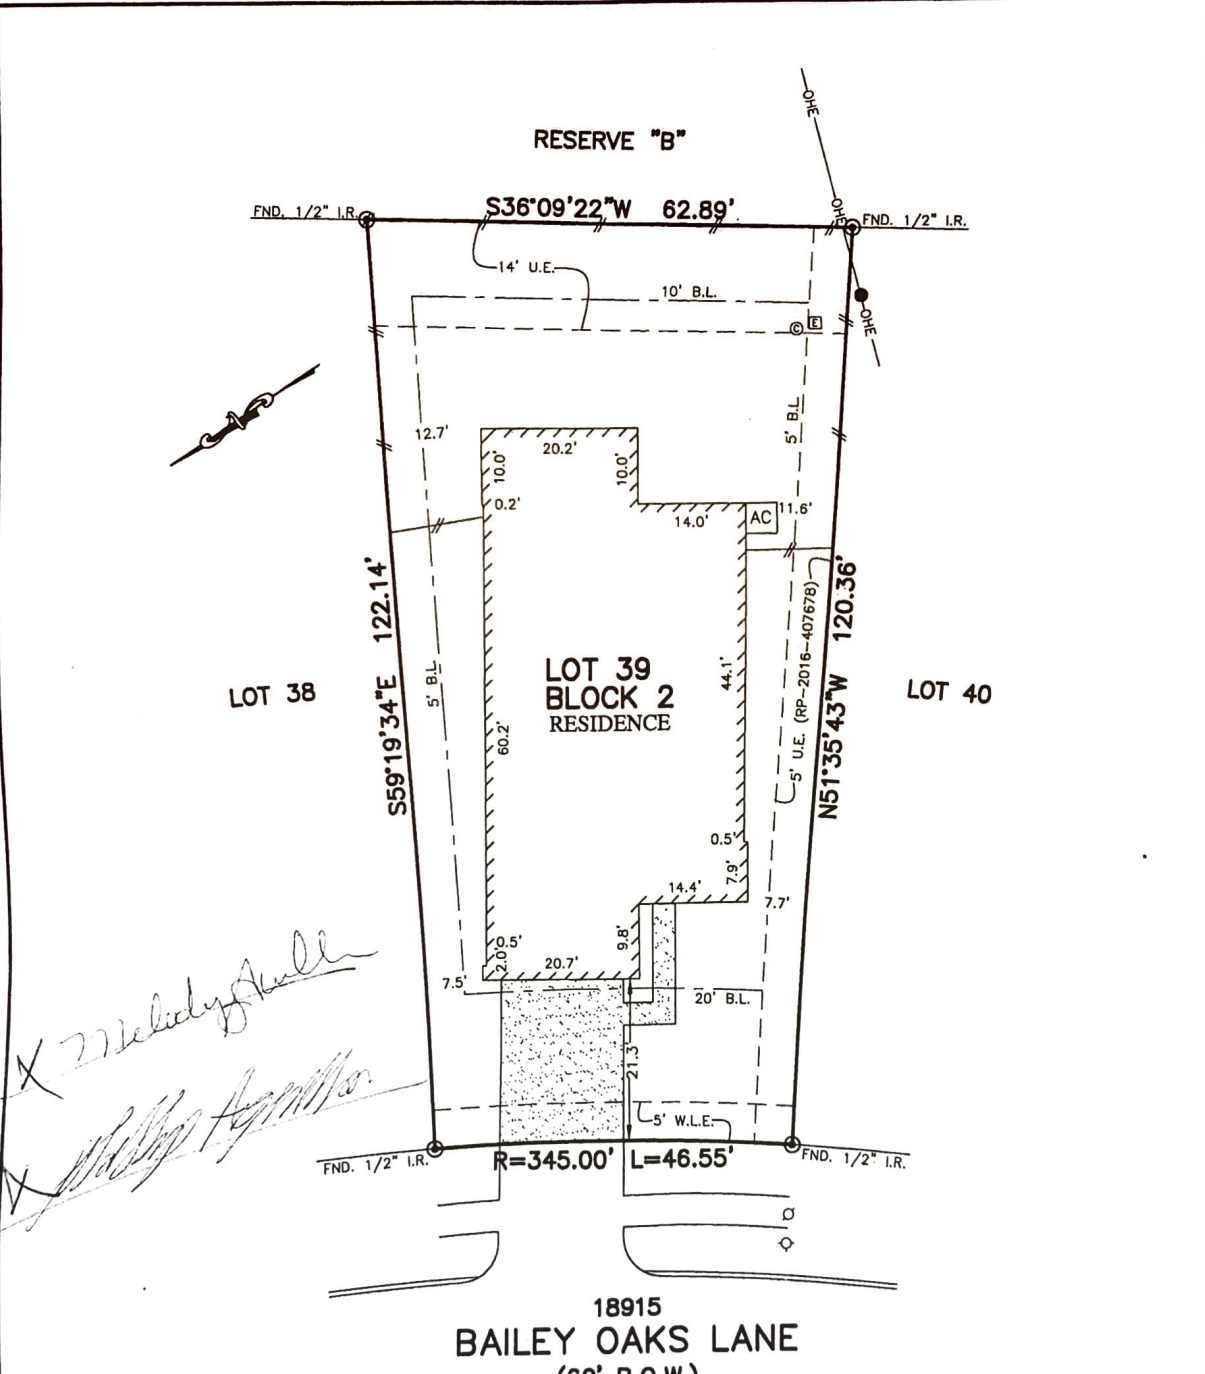 OHE
RESERVE "B"
OHE
S36°09'22"W 62.89'
FND. 1/2" I.R.
FND. 1/2" I.R.
14' U.E.
10' B.L.
C
E
OHE
5' B.L.
12.7'
20.2'
10.0'
10.0'
0.2'
14.0'
AC
11.6'
S59°19'34"E 122.14'
N51°35'43"W 120.36'
5' U.E. (RP-2016-407678)
LOT 38
5' B.L.
LOT 39
BLOCK 2
RESIDENCE
44.1'
LOT 40
60.2'
0.5'
7.9'
14.4'
7.7'
9.8'
0.5'
2.0'
20.7'
7.5'
20' B.L.
21.3'
X
5' W.L.E.
X
FND. 1/2" I.R.
R=345.00' L=46.55'
FND. 1/2" I.R.
18915
BAILEY OAKS LANE
(60' R.O.W.)